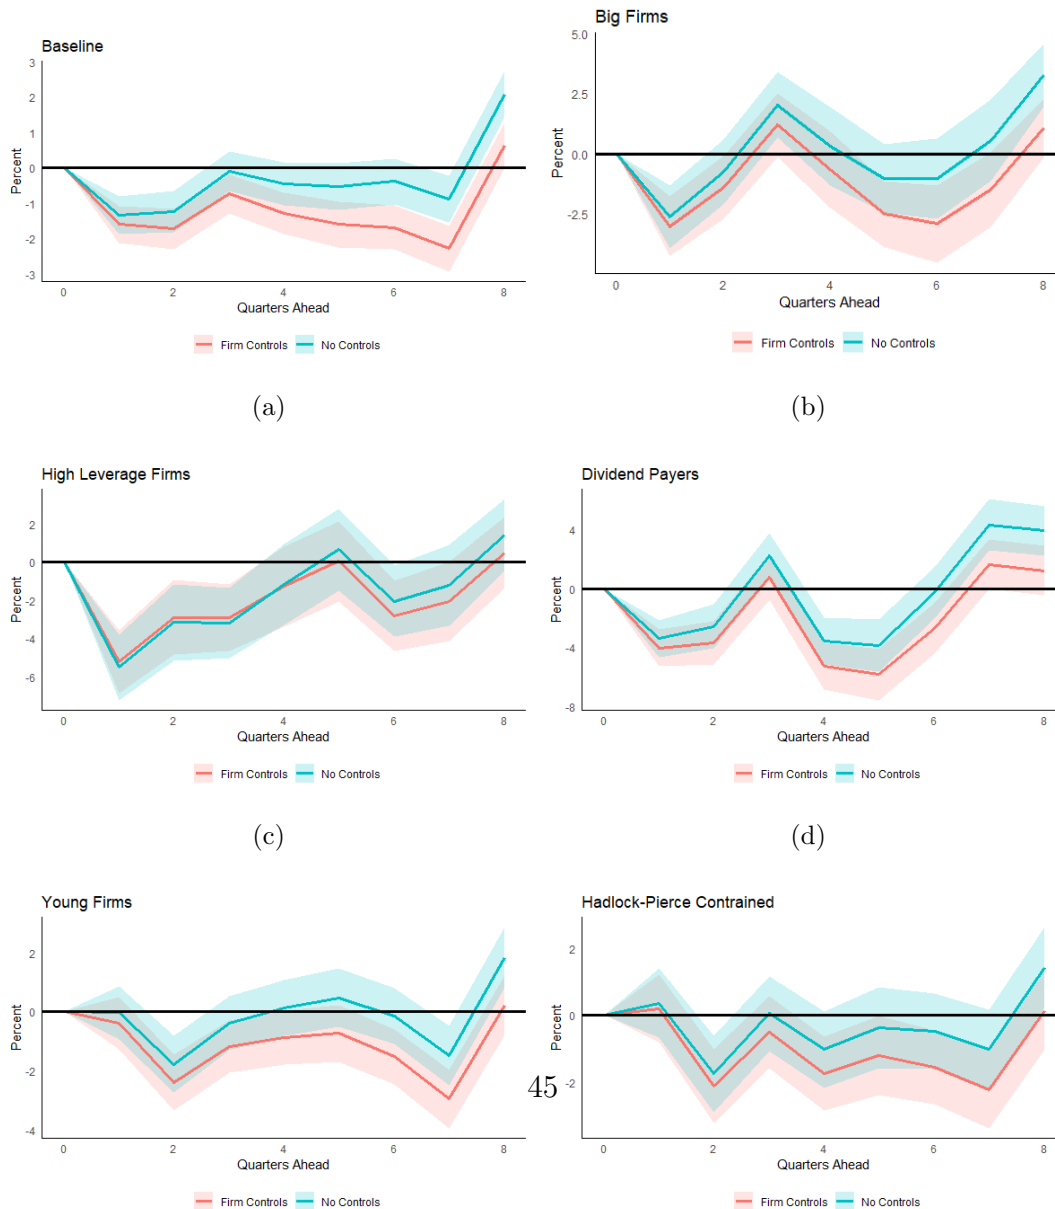 Baseline
3
2
1
0
-1
-2
-3
Percent
0 2 4 6 8
Quarters Ahead
Firm Controls No Controls
(a)
Big Firms
5.0
2.5
0.0
-2.5
Percent
0 2 4 6 8
Quarters Ahead
Firm Controls No Controls
(b)
High Leverage Firms
2
0
-2
-4
-6
Percent
0 2 4 6 8
Quarters Ahead
Firm Controls No Controls
(c)
Dividend Payers
4
0
-4
-8
Percent
0 2 4 6 8
Quarters Ahead
Firm Controls No Controls
(d)
Young Firms
2
0
-2
-4
Percent
0 2 4 6 8
Quarters Ahead
Firm Controls No Controls
Hadlock-Pierce Contrained
2
0
-2
Percent
0 2 4 6 8
Quarters Ahead
Firm Controls No Controls
45